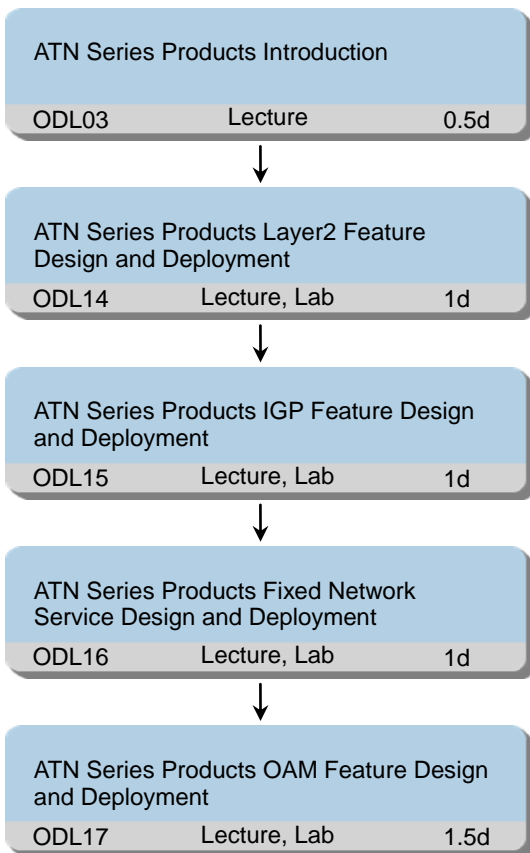 ATN Series Products Introduction
ODL03 Lecture 0.5d
ATN Series Products Layer2 Feature
Design and Deployment
ODL14 Lecture, Lab 1d
ATN Series Products IGP Feature Design
and Deployment
ODL15 Lecture, Lab 1d
ATN Series Products Fixed Network
Service Design and Deployment
ODL16 Lecture, Lab 1d
ATN Series Products OAM Feature Design
and Deployment
ODL17 Lecture, Lab 1.5d